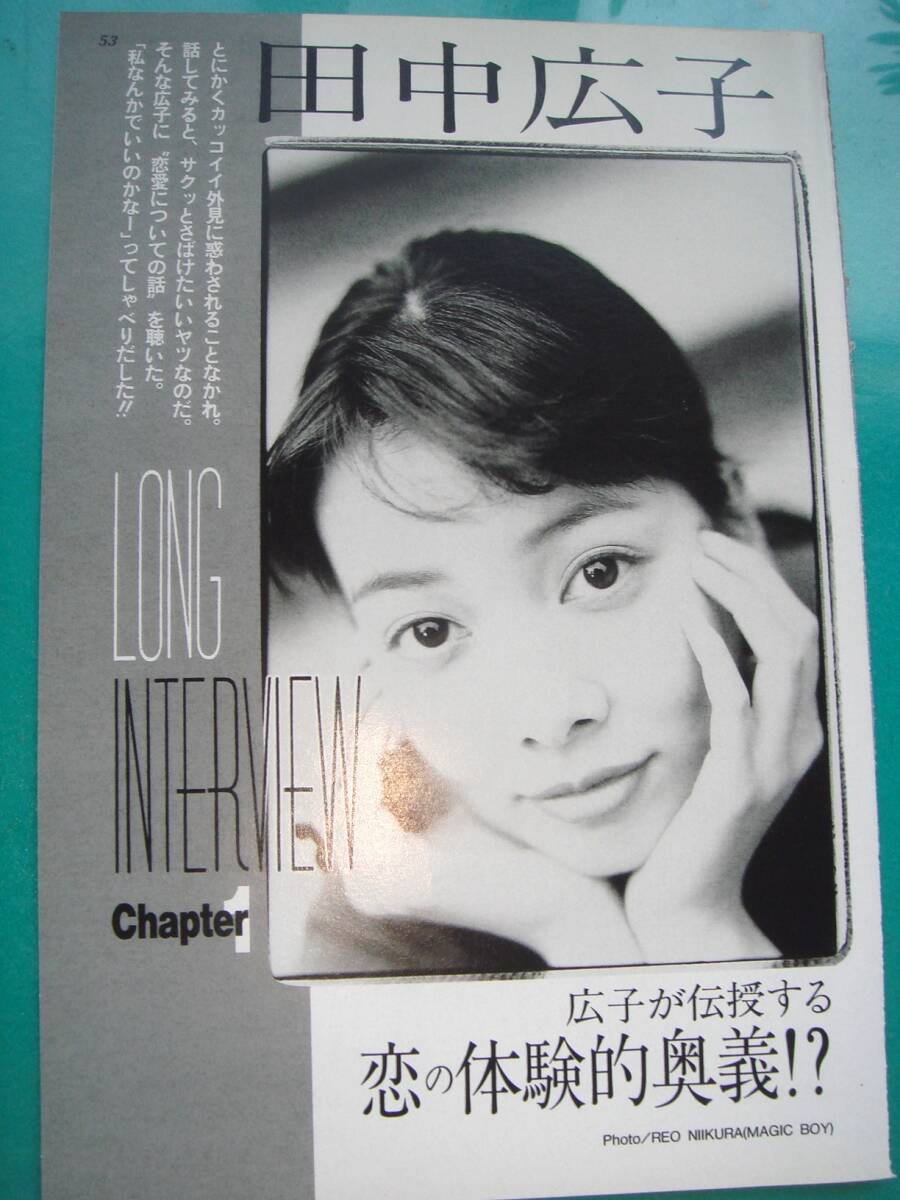 53
田中広子
とにかくカッコイイ外見に惑わされることなかれ。
話してみると、サクッとさばけたいいヤツなのだ。
そんな広子に〝恋愛についての話〟を聴いた。
「私なんかでいいのかなー」ってしゃべりだした!!
LONG
INTERVIEW
Chapter 1
広子が伝授する
恋の体験的奥義!?
Photo/REO NIIKURA(MAGIC BOY)